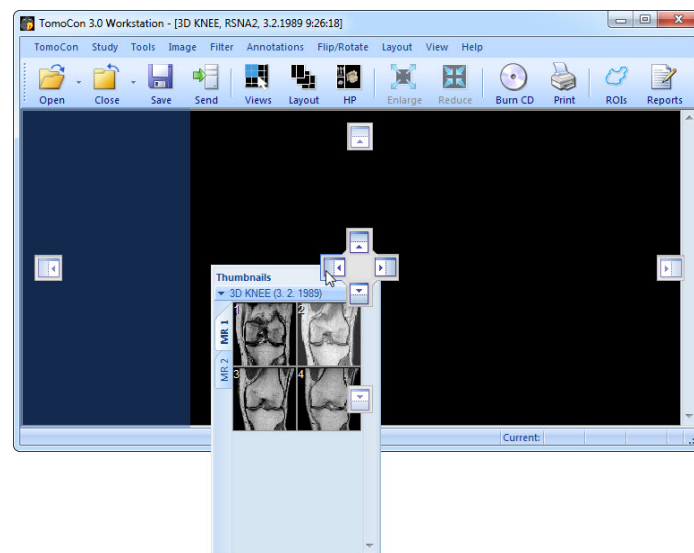 TomoCon 3.0 Workstation - [3D KNEE, RSNA2, 3.2.1989 9:26:18]
TomoCon Study Tools Image Filter Annotations Flip/Rotate Layout View Help
Open Close Save Send Views Layout HP Enlarge Reduce Burn CD Print ROIs Reports
Thumbnails
3D KNEE (3. 2. 1989)
MR 1
1 2
MR 2
3 4
Current: